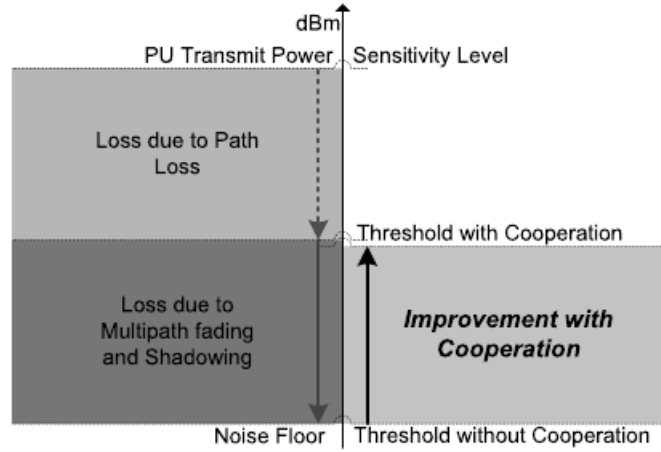 dBm
PU Transmit Power
Sensitivity Level
Loss due to Path
Loss
Threshold with Cooperation
Loss due to
Multipath fading
and Shadowing
Improvement with
Cooperation
Noise Floor
Threshold without Cooperation